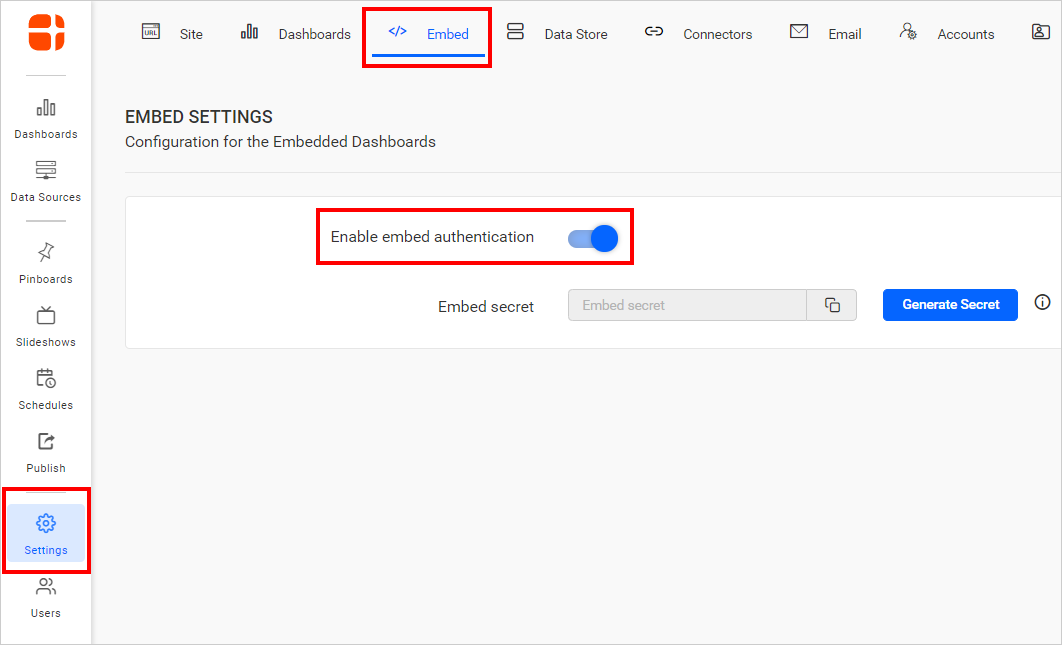 URL Site Dashboards </> Embed Data Store Connectors Email Accounts
Dashboards
Data Sources
Pinboards
Slideshows
Schedules
Publish
Settings
Users
EMBED SETTINGS
Configuration for the Embedded Dashboards
Enable embed authentication
Embed secret Embed secret Generate Secret